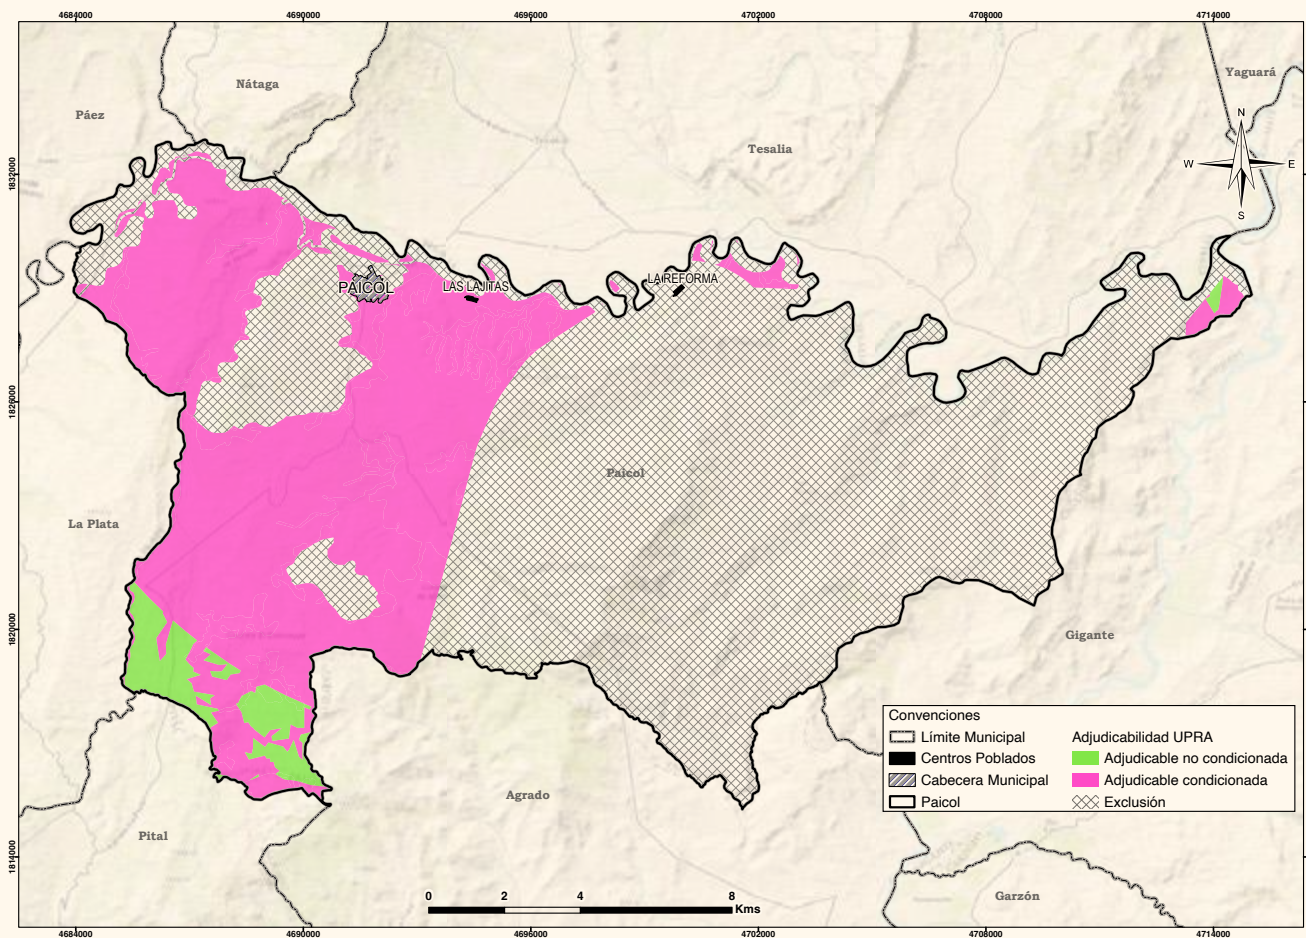 4684000 4690000 4696000 4702000 4708000 4714000
Yaguará
Nátaga
Páez
N
Tesalia
W E
1832000 1832000
S
PAICOL
LAS LAJITAS
LA REFORMA
1826000
Paicol
La Plata
1820000
Gigante
Convenciones
Límite Municipal
Centros Poblados
Cabecera Municipal
Paicol
Adjudicabilidad UPRA
Adjudicable no condicionada
Adjudicable condicionada
Exclusión
Agrado
Pital
1814000
Garzón
0 2 4 8
Kms
4684000 4690000 4696000 4702000 4708000 4714000